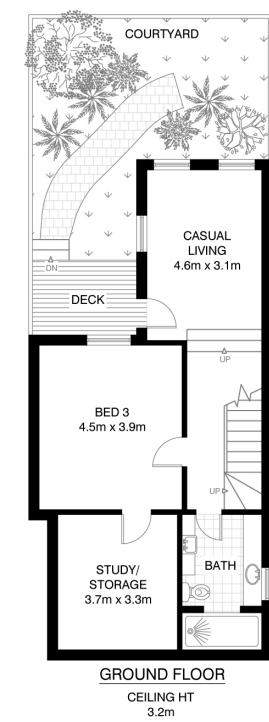 COURTYARD
CASUAL
LIVING
4.6m x 3.1m
DN
DECK
UP
BED 3
4.5m x 3.9m
UP
BATH
STUDY/
STORAGE
3.7m x 3.3m
GROUND FLOOR
CEILING HT
3.2m